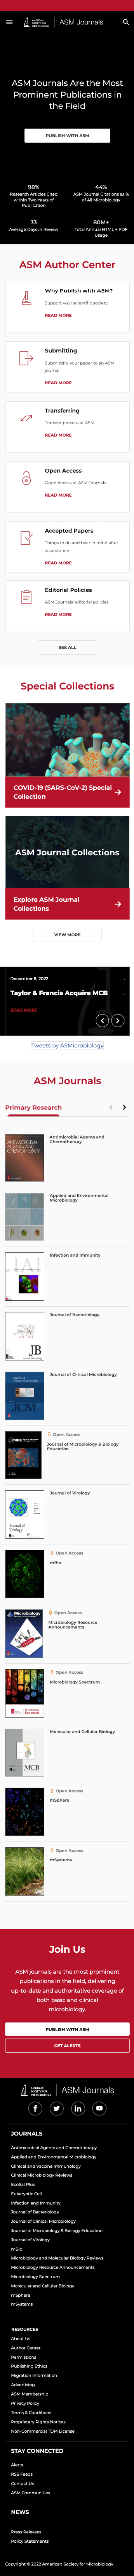 AMERICAN
SOCIETY FOR
MICROBIOLOGY
ASM Journals
ASM Journals Are the Most
Prominent Publications in
the Field
PUBLISH WITH ASM
98%
Research Articles Cited
within Two Years of
Publication
44%
ASM Journal Citations as %
of All Microbiology
33
Average Days in Review
80M+
Total Annual HTML + PDF
Usage
ASM Author Center
Why Publish with ASM?
Support your scientific society
READ MORE
Submitting
Submitting your paper to an ASM
journal
READ MORE
Transferring
Transfer process at ASM
READ MORE
Open Access
Open Access at ASM Journals
READ MORE
Accepted Papers
Things to do and bear in mind after
acceptance
READ MORE
Editorial Policies
ASM Journals' editorial policies
READ MORE
SEE ALL
Special Collections
COVID-19 (SARS-CoV-2) Special
Collection
ASM Journal Collections
Explore ASM Journal
Collections
VIEW MORE
December 8, 2022
Taylor & Francis Acquire MCB
READ MORE
Tweets by ASMicrobiology
ASM Journals
Primary Research
Antimicrobial Agents and
Chemotherapy
Applied and Environmental
Microbiology
Infection and Immunity
Journal of Bacteriology
JB
Journal of Clinical Microbiology
JCM
Open Access
Journal of Microbiology & Biology
Education
Journal of Virology
Journal of
Virology
Open Access
mBio
Open Access
Microbiology Resource
Announcements
Microbiology
Open Access
Microbiology Spectrum
Molecular and Cellular Biology
MCB
Open Access
mSphere
Open Access
mSystems
Join Us
ASM journals are the most prominent
publications in the field, delivering
up-to-date and authoritative coverage of
both basic and clinical
microbiology.
PUBLISH WITH ASM
GET ALERTS
AMERICAN
SOCIETY FOR
MICROBIOLOGY
ASM Journals
JOURNALS
Antimicrobial Agents and Chemotherapy
Applied and Environmental Microbiology
Clinical and Vaccine Immunology
Clinical Microbiology Reviews
EcoSal Plus
Eukaryotic Cell
Infection and Immunity
Journal of Bacteriology
Journal of Clinical Microbiology
Journal of Microbiology & Biology Education
Journal of Virology
mBio
Microbiology and Molecular Biology Reviews
Microbiology Resource Announcements
Microbiology Spectrum
Molecular and Cellular Biology
mSphere
mSystems
RESOURCES
About Us
Author Center
Permissions
Publishing Ethics
Migration Information
Advertising
ASM Membership
Privacy Policy
Terms & Conditions
Proprietary Rights Notices
Non-Commercial TDM License
STAY CONNECTED
Alerts
RSS Feeds
Contact Us
ASM Communities
NEWS
Press Releases
Policy Statements
Copyright © 2022 American Society for Microbiology